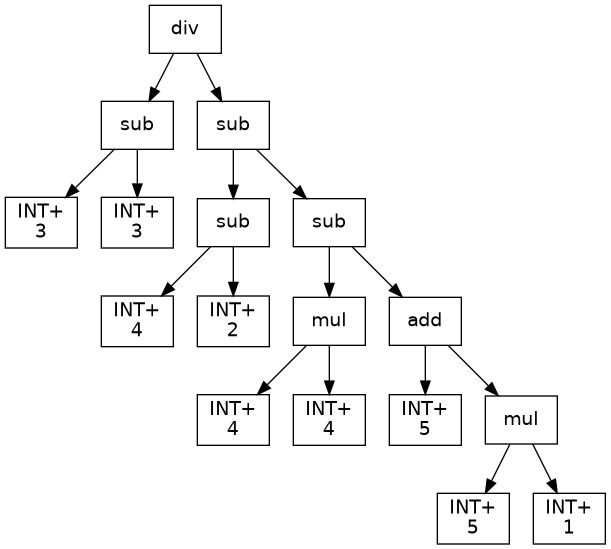 div
sub
sub
INT+
3
INT+
3
sub
sub
INT+
4
INT+
2
mul
add
INT+
4
INT+
4
INT+
5
mul
INT+
5
INT+
1